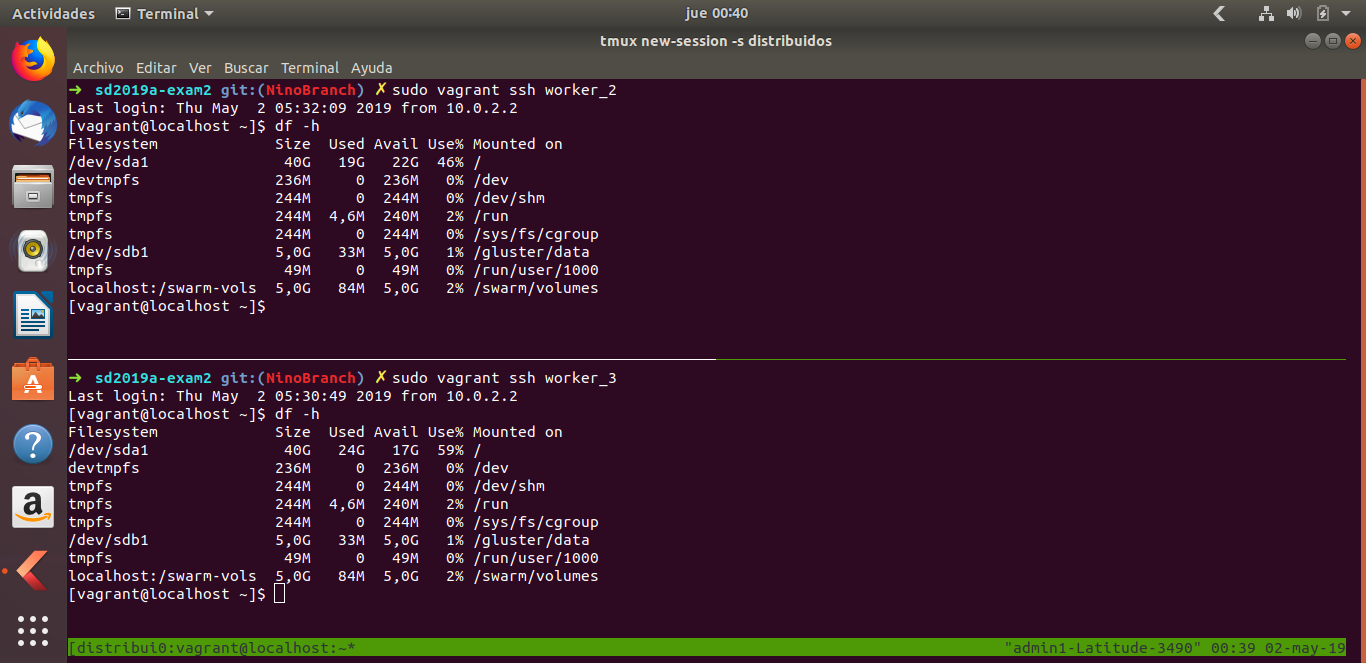 Actividades Terminal jue 00:40
tmux new-session -s distribuidos
Archivo Editar Ver Buscar Terminal Ayuda
➜ sd2019a-exam2 git:(NinoBranch) ✗ sudo vagrant ssh worker_2
Last login: Thu May  2 05:32:09 2019 from 10.0.2.2
[vagrant@localhost ~]$ df -h
Filesystem             Size  Used Avail Use% Mounted on
/dev/sda1               40G   19G   22G  46% /
devtmpfs               236M     0  236M   0% /dev
tmpfs                  244M     0  244M   0% /dev/shm
tmpfs                  244M  4,6M  240M   2% /run
tmpfs                  244M     0  244M   0% /sys/fs/cgroup
/dev/sdb1              5,0G   33M  5,0G   1% /gluster/data
tmpfs                   49M     0   49M   0% /run/user/1000
localhost:/swarm-vols  5,0G   84M  5,0G   2% /swarm/volumes
[vagrant@localhost ~]$
➜ sd2019a-exam2 git:(NinoBranch) ✗ sudo vagrant ssh worker_3
Last login: Thu May  2 05:30:49 2019 from 10.0.2.2
[vagrant@localhost ~]$ df -h
Filesystem             Size  Used Avail Use% Mounted on
/dev/sda1               40G   24G   17G  59% /
devtmpfs               236M     0  236M   0% /dev
tmpfs                  244M     0  244M   0% /dev/shm
tmpfs                  244M  4,6M  240M   2% /run
tmpfs                  244M     0  244M   0% /sys/fs/cgroup
/dev/sdb1              5,0G   33M  5,0G   1% /gluster/data
tmpfs                   49M     0   49M   0% /run/user/1000
localhost:/swarm-vols  5,0G   84M  5,0G   2% /swarm/volumes
[vagrant@localhost ~]$
[distribui0:vagrant@localhost:~* "admin1-Latitude-3490" 00:39 02-may-19